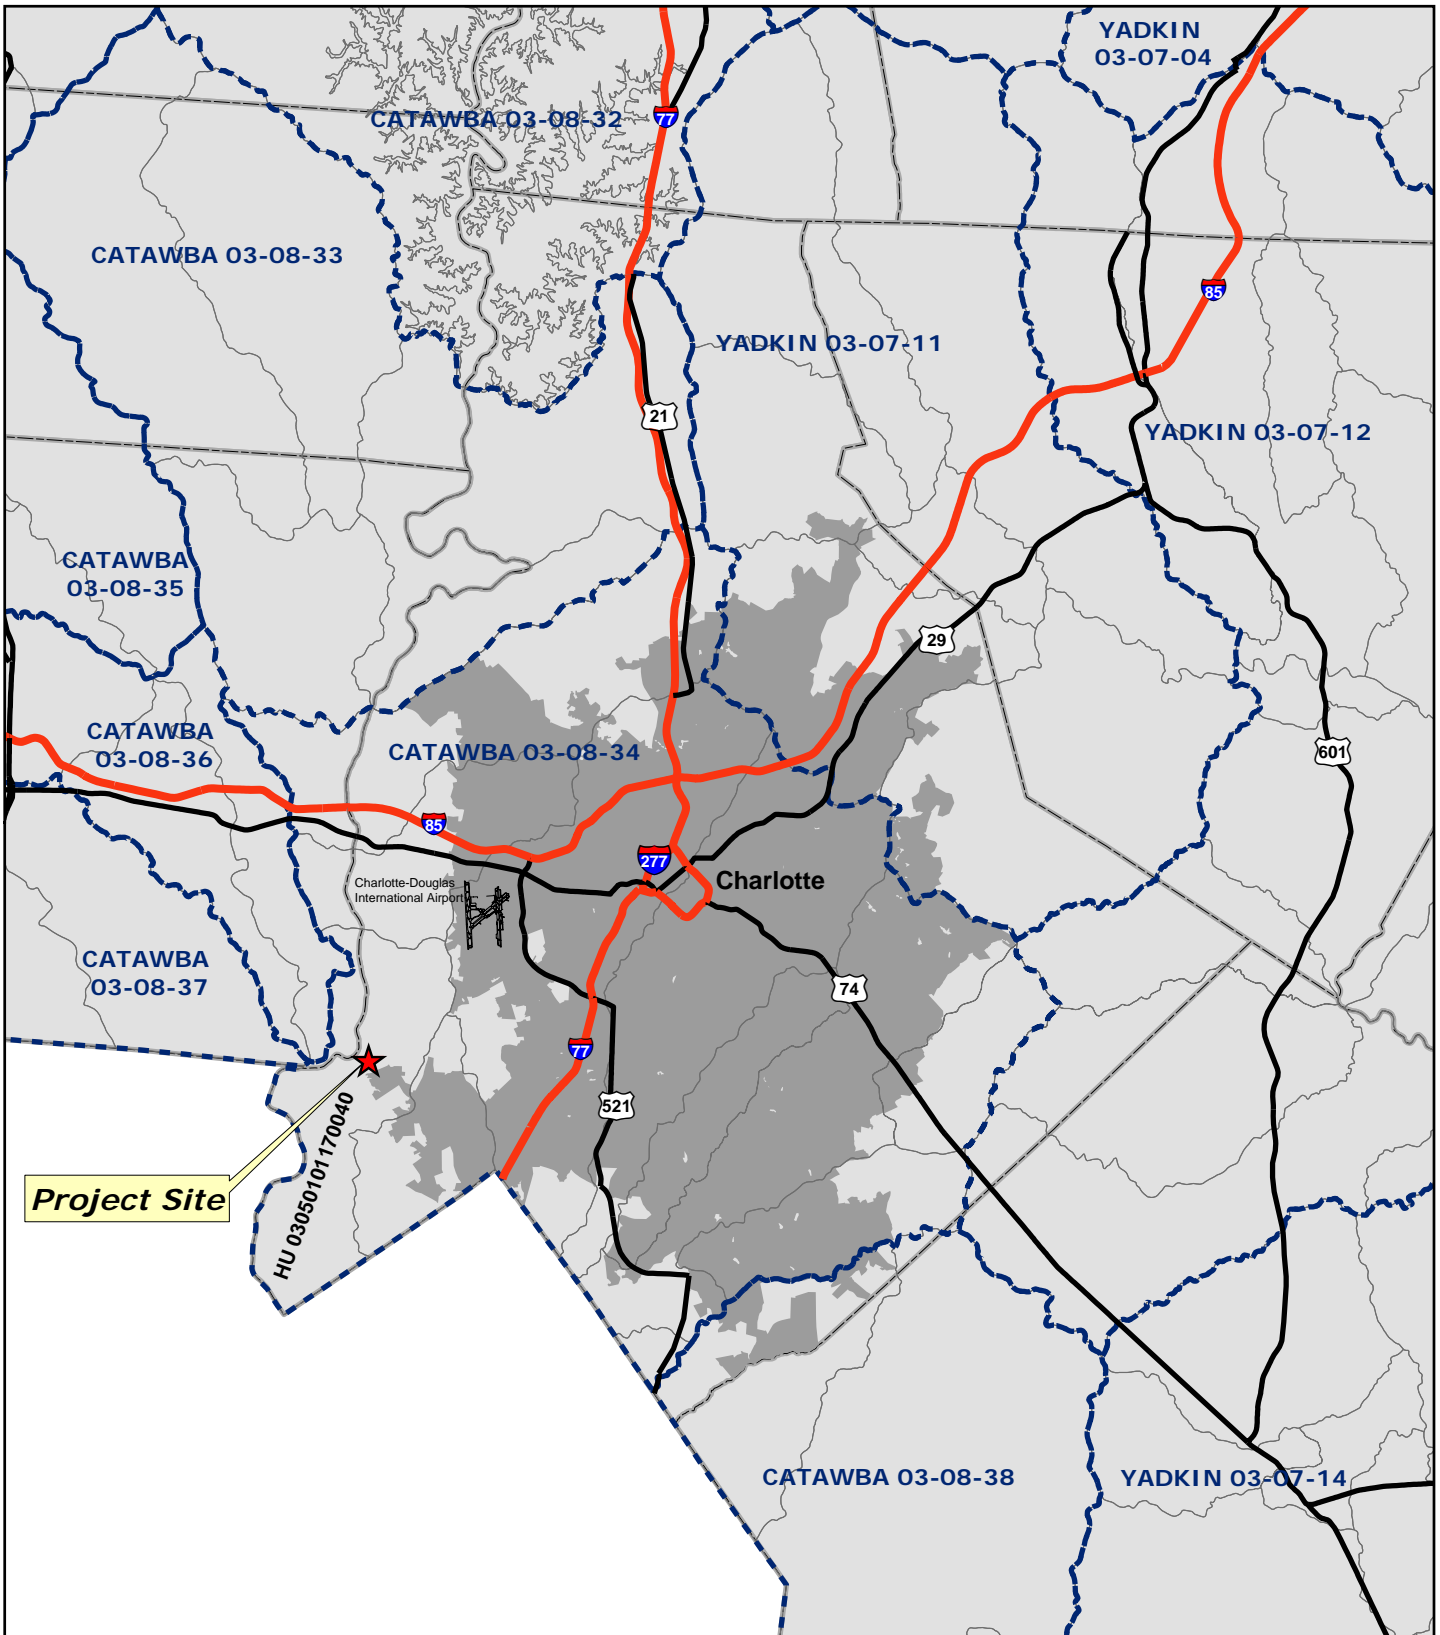 YADKIN
03-07-04
CATAWBA 03-08-32
77
CATAWBA 03-08-33
85
YADKIN 03-07-11
21
YADKIN 03-07-12
CATAWBA
03-08-35
29
CATAWBA
03-08-36
CATAWBA 03-08-34
601
85
277
Charlotte
Charlotte-Douglas
International Airport
CATAWBA
03-08-37
74
77
521
HU 03050101170040
Project Site
CATAWBA 03-08-38
YADKIN 03-07-14